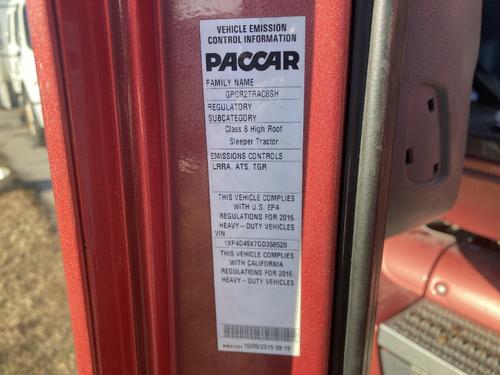 VEHICLE EMISSION
CONTROL INFORMATION
PACCAR
FAMILY NAME
GPCR2TRAC8SH
REGULATORY
SUBCATEGORY
Class 8 High Roof
Sleeper Tractor
EMISSIONS CONTROLS
LRRA, ATS, TGR
THIS VEHICLE COMPLIES
WITH U.S. EPA
REGULATIONS FOR 2016
HEAVY-DUTY VEHICLES
VIN
1XP4D49X7GD358520
THIS VEHICLE COMPLIES
WITH CALIFORNIA
REGULATIONS FOR 2016
HEAVY-DUTY VEHICLES
10/09/2015 09:19